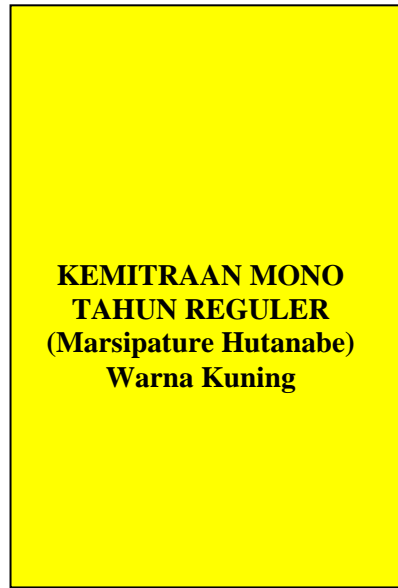 KEMITRAAN MONO
TAHUN REGULER
(Marsipature Hutanabe)
Warna Kuning